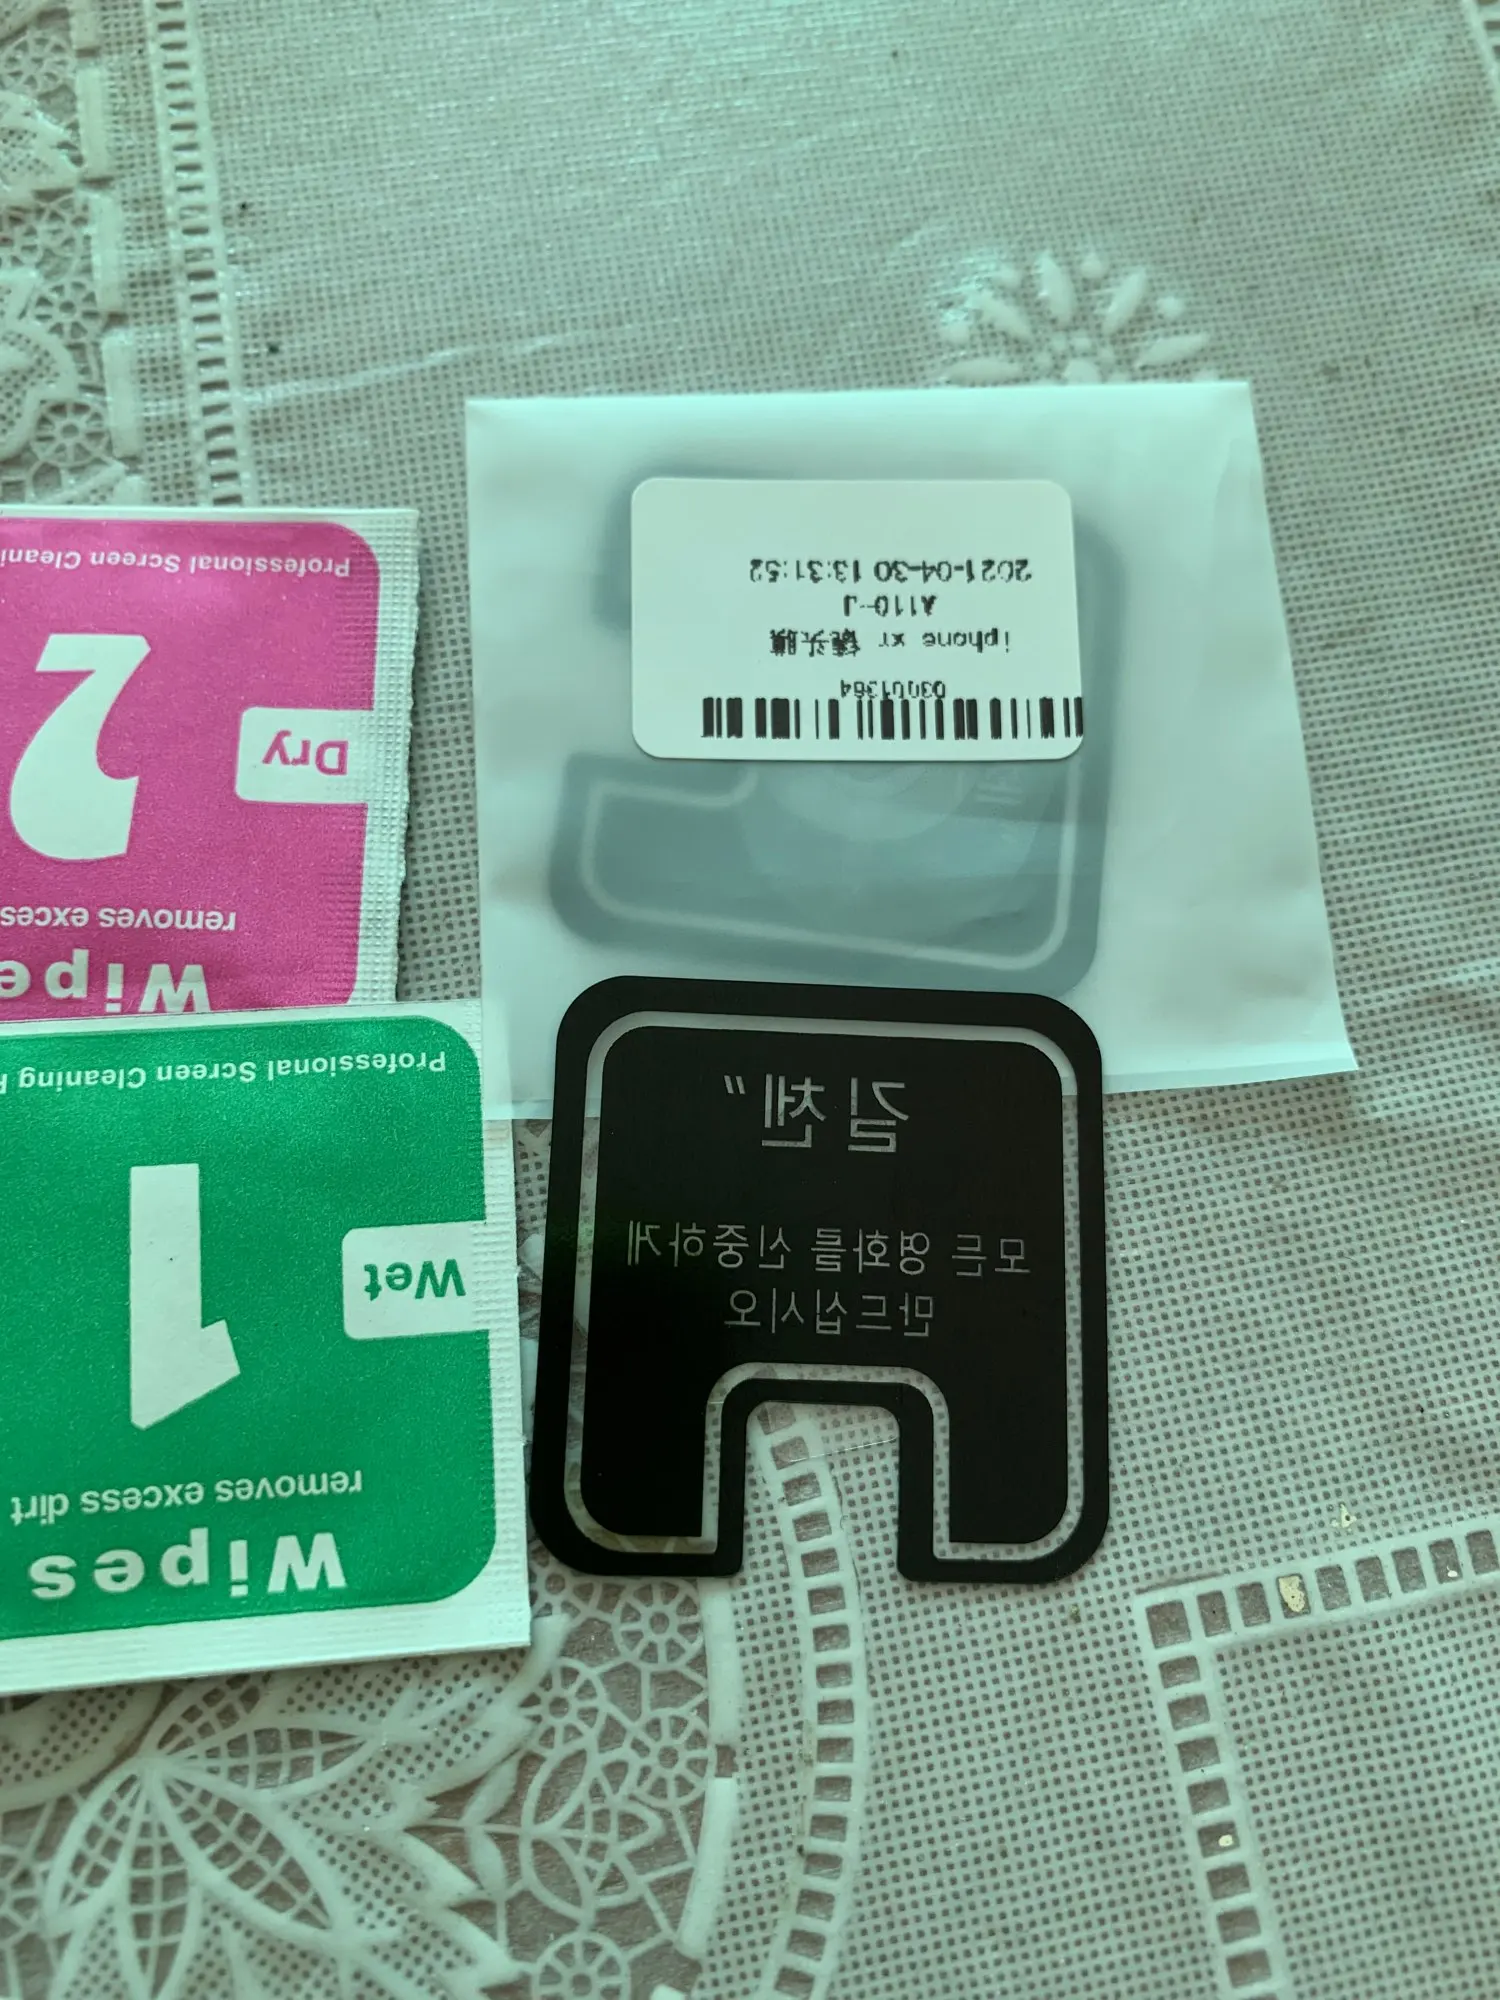 Wipes
removes excess dirt
1
Wet
Professional Screen Cleaning
Wipe
removes excess
2
Dry
Professional Screen Cleani
03001364
iphone xr 镜头膜
A110-J
2021-04-30 13:31:52
길 첸"
모든 영화를 신중하게
만드십시오